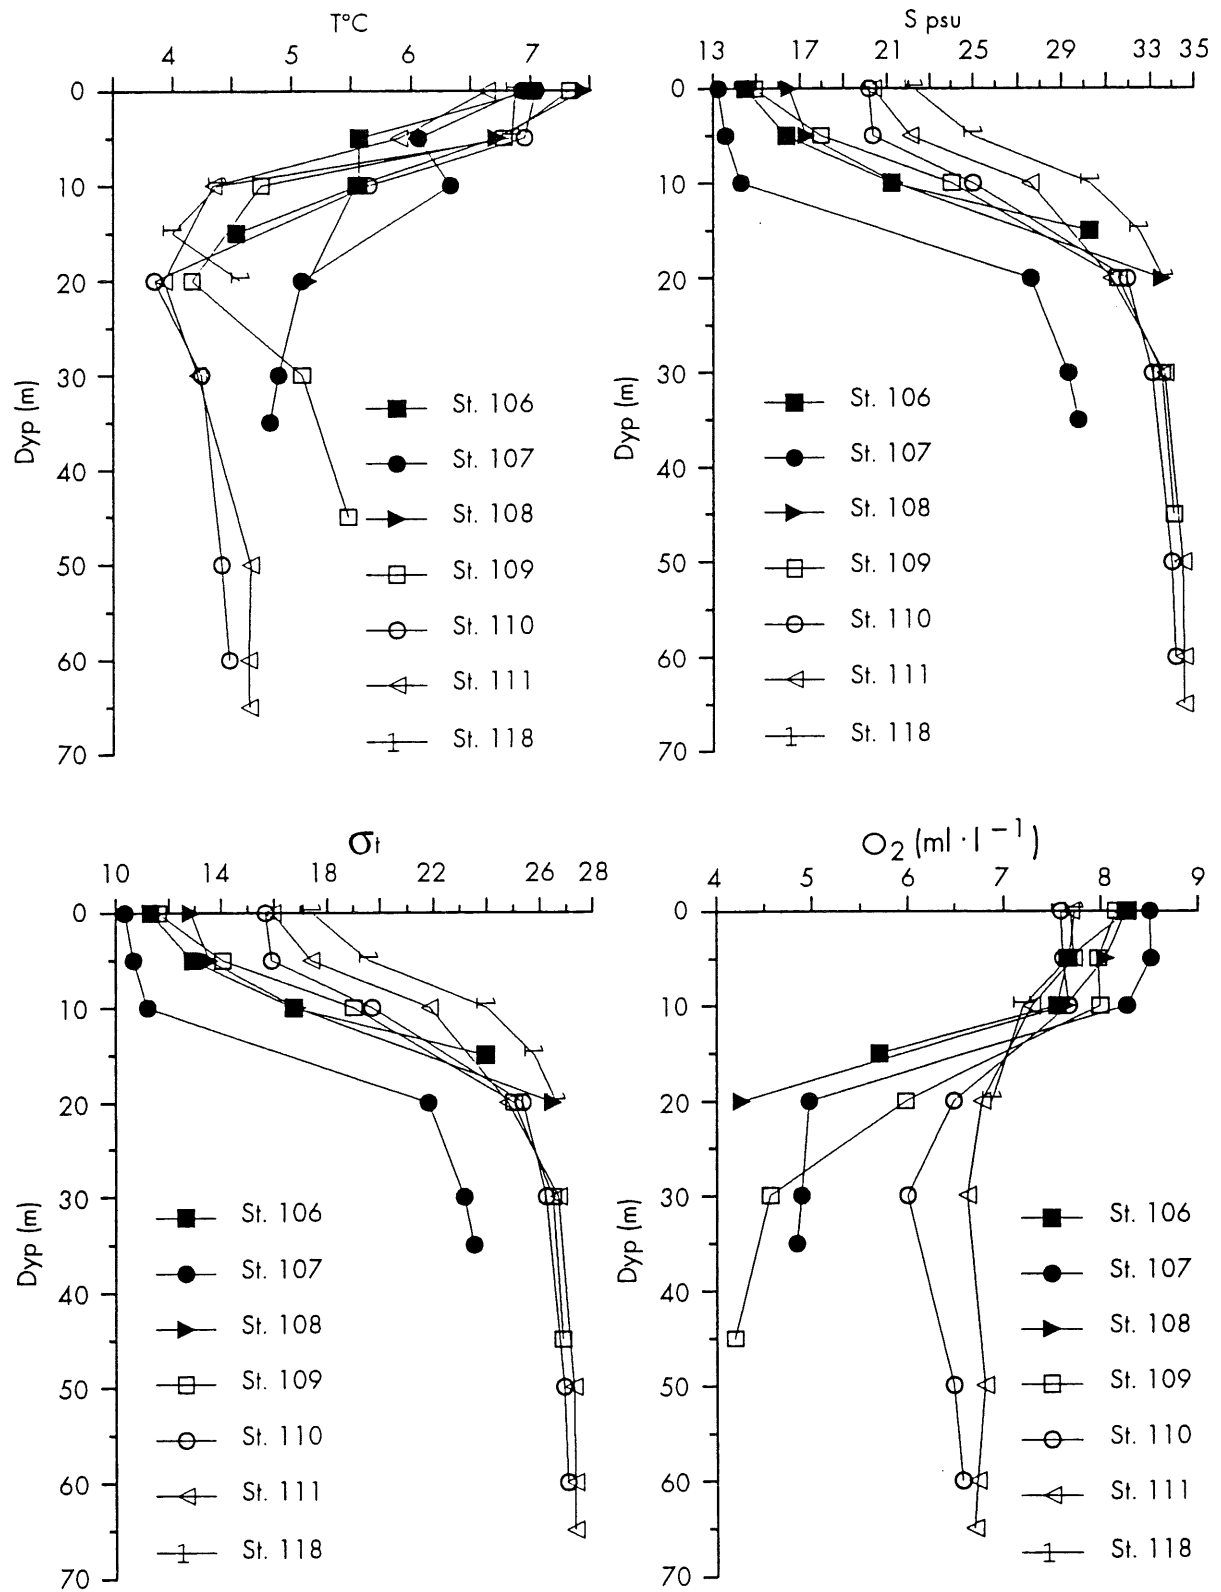 T°C
4 5 6 7
0
10
20
30
40
50
60
70
Dyp (m)
St. 106
St. 107
St. 108
St. 109
St. 110
St. 111
St. 118
S psu
13 17 21 25 29 33 35
0
10
20
30
40
50
60
70
Dyp (m)
St. 106
St. 107
St. 108
St. 109
St. 110
St. 111
St. 118
σt
10 14 18 22 26 28
0
10
20
30
40
50
60
70
Dyp (m)
St. 106
St. 107
St. 108
St. 109
St. 110
St. 111
St. 118
O₂ (ml · l⁻¹)
4 5 6 7 8 9
0
10
20
30
40
50
60
70
Dyp (m)
St. 106
St. 107
St. 108
St. 109
St. 110
St. 111
St. 118